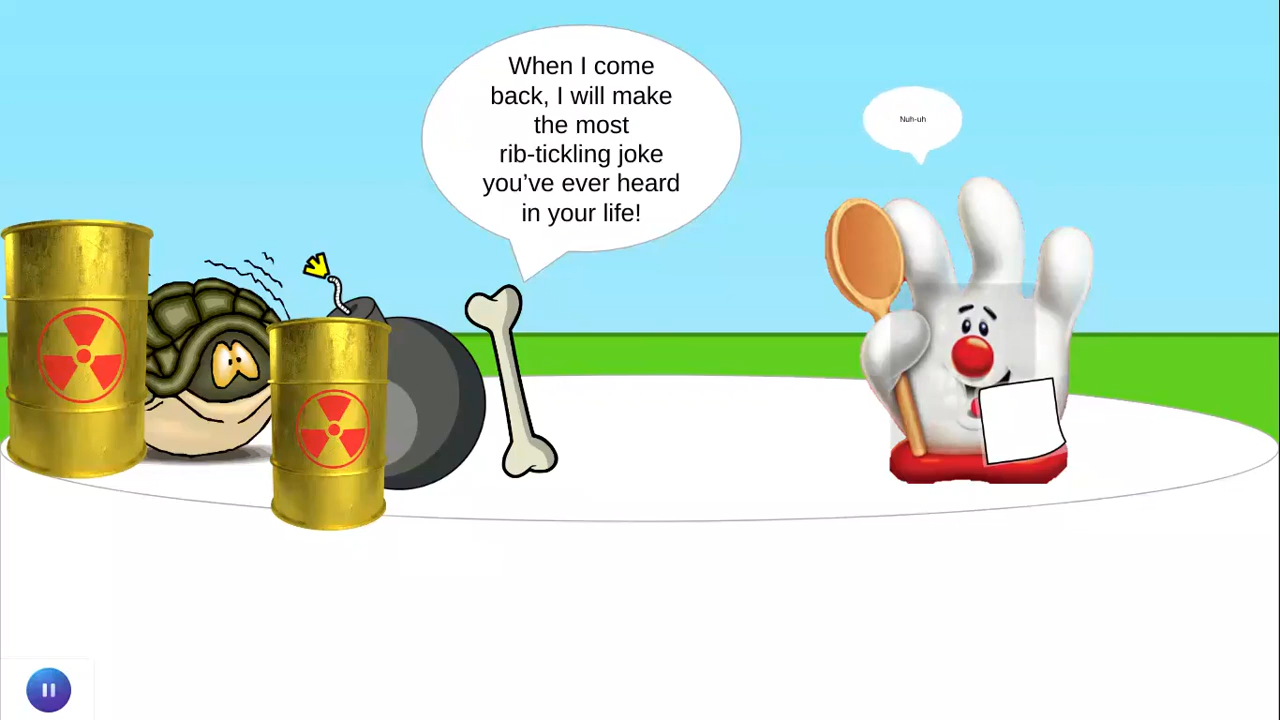 When I come
back, I will make
the most
rib-tickling joke
you’ve ever heard
in your life!
Nuh-uh